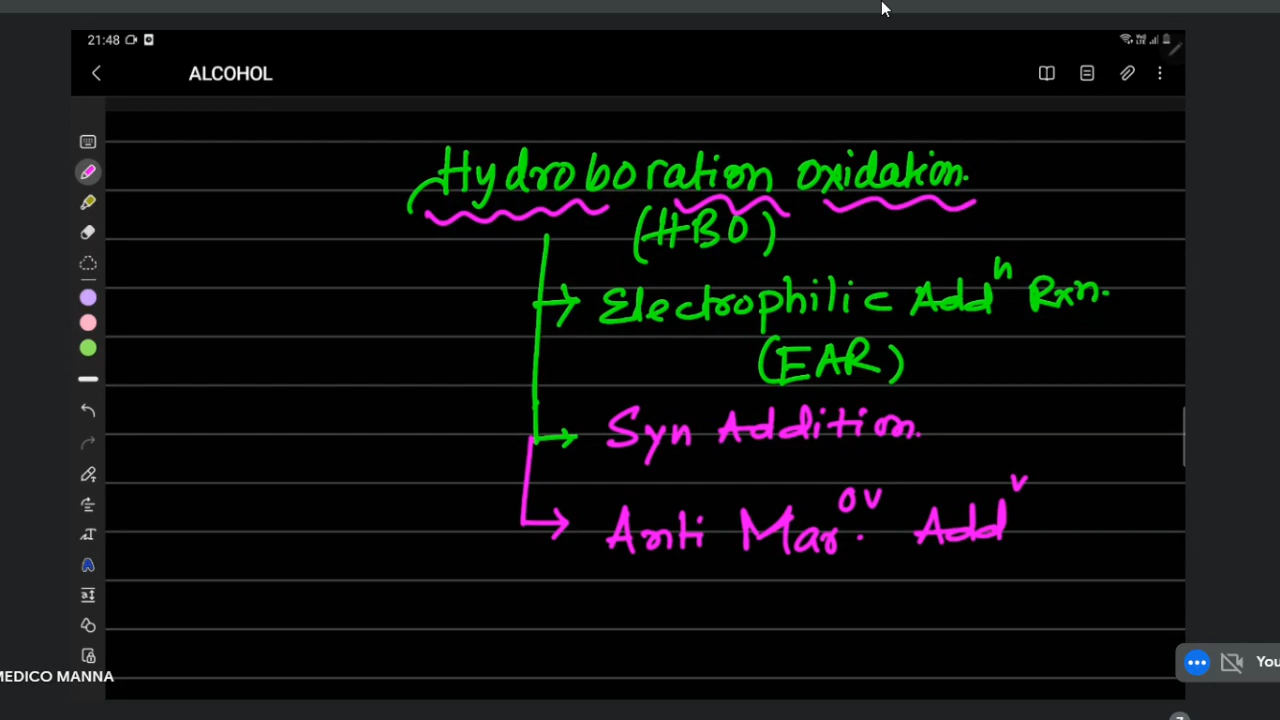 21:48
ALCOHOL
Hydroboration oxidation.
(HBO)
Electrophilic Addn Rxn.
(EAR)
Syn Addition.
Anti Mar. ov Addv
MEDICO MANNA
You